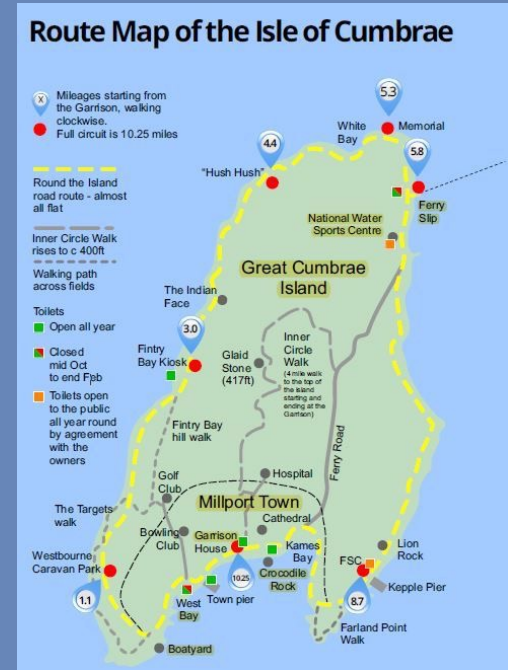 Route Map of the Isle of Cumbrae
X
Mileages starting from
the Garrison, walking
clockwise.
Full circuit is 10.25 miles
Round the Island
road route - almost
all flat
Inner Circle Walk
rises to c 400ft
Walking path
across fields
Toilets
Open all year
Closed
mid Oct
to end Feb
Toilets open
to the public
all year round
by agreement
with the
owners
5.3
White
Bay
Memorial
4.4
5.8
"Hush Hush"
Ferry
Slip
National Water
Sports Centre
Great Cumbrae
Island
The Indian
Face
3.0
Fintry
Bay Kiosk
Glaid
Stone
(417ft)
Inner
Circle
Walk
(4 mile walk
to the top of
the island
starting and
ending at the
Garrison)
Fintry Bay
hill walk
Ferry Road
Golf
Club
Hospital
Millport Town
The Targets
walk
Bowling
Club
Garrison
House
Cathedral
Kames
Bay
Lion
Rock
Westbourne
Caravan Park
FSC
Crocodile
Rock
Kepple Pier
1.1
West
Bay
Town pier
10.25
8.7
Farland Point
Walk
Boatyard